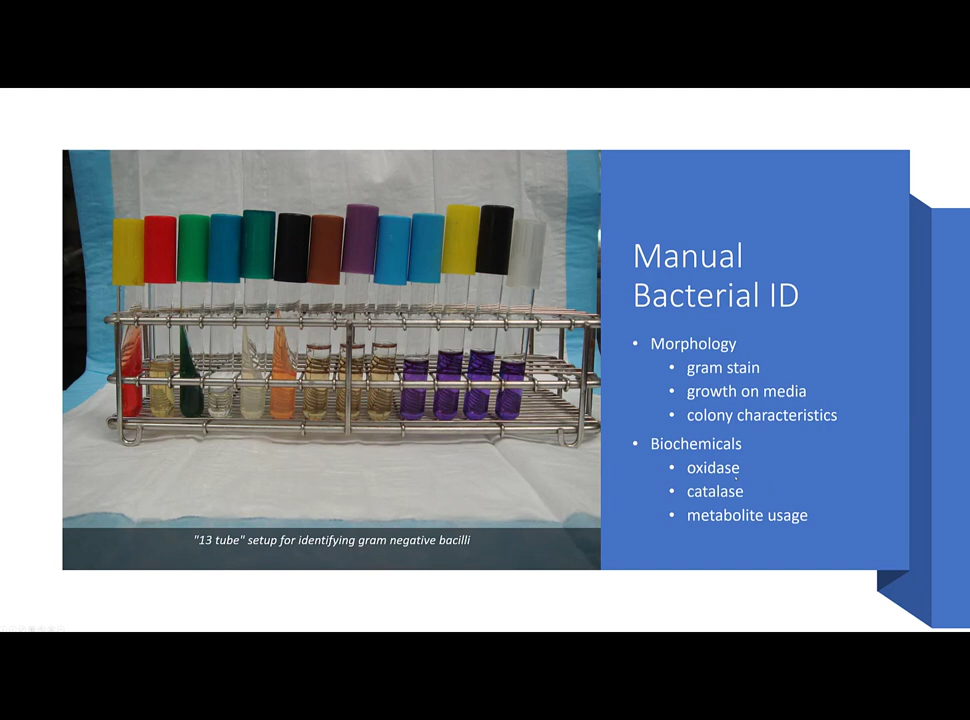 Manual
Bacterial ID
• Morphology
• gram stain
• growth on media
• colony characteristics
• Biochemicals
• oxidase
• catalase
• metabolite usage
"13 tube" setup for identifying gram negative bacilli